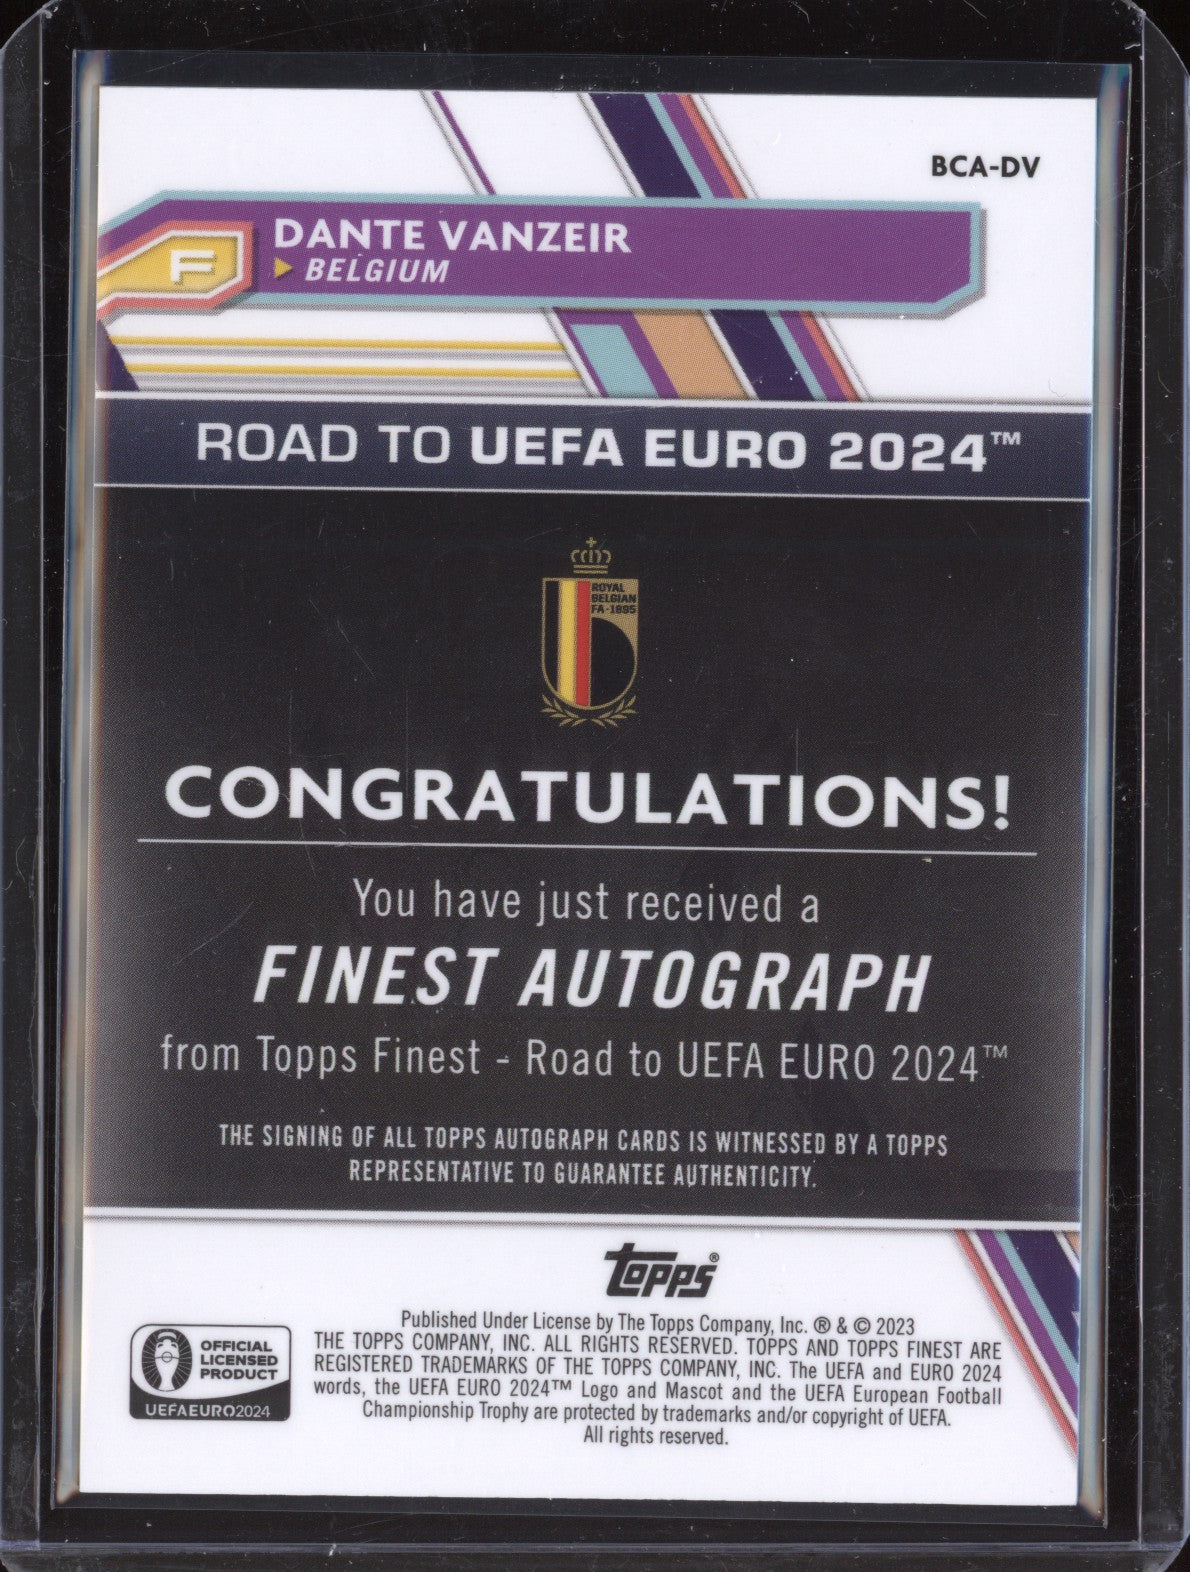 BCA-DV
DANTE VANZEIR
F
BELGIUM
ROAD TO UEFA EURO 2024™
ROYAL
BELGIAN
FA-1895
CONGRATULATIONS!
You have just received a
FINEST AUTOGRAPH
from Topps Finest - Road to UEFA EURO 2024™
THE SIGNING OF ALL TOPPS AUTOGRAPH CARDS IS WITNESSED BY A TOPPS
REPRESENTATIVE TO GUARANTEE AUTHENTICITY.
topps®
Published Under License by The Topps Company, Inc. ® & © 2023
THE TOPPS COMPANY, INC. ALL RIGHTS RESERVED. TOPPS AND TOPPS FINEST ARE
REGISTERED TRADEMARKS OF THE TOPPS COMPANY, INC. The UEFA and EURO 2024
words, the UEFA EURO 2024™ Logo and Mascot and the UEFA European Football
Championship Trophy are protected by trademarks and/or copyright of UEFA.
All rights reserved.
OFFICIAL
LICENSED
PRODUCT
UEFAEURO2024